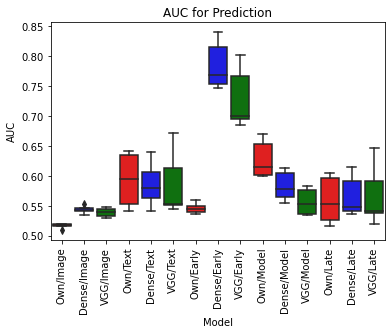 AUC for Prediction
0.85
0.80
0.75
0.70
0.65
0.60
0.55
0.50
AUC
Own/Image
Dense/Image
VGG/Image
Own/Text
Dense/Text
VGG/Text
Own/Early
Dense/Early
VGG/Early
Own/Model
Dense/Model
VGG/Model
Own/Late
Dense/Late
VGG/Late
Model